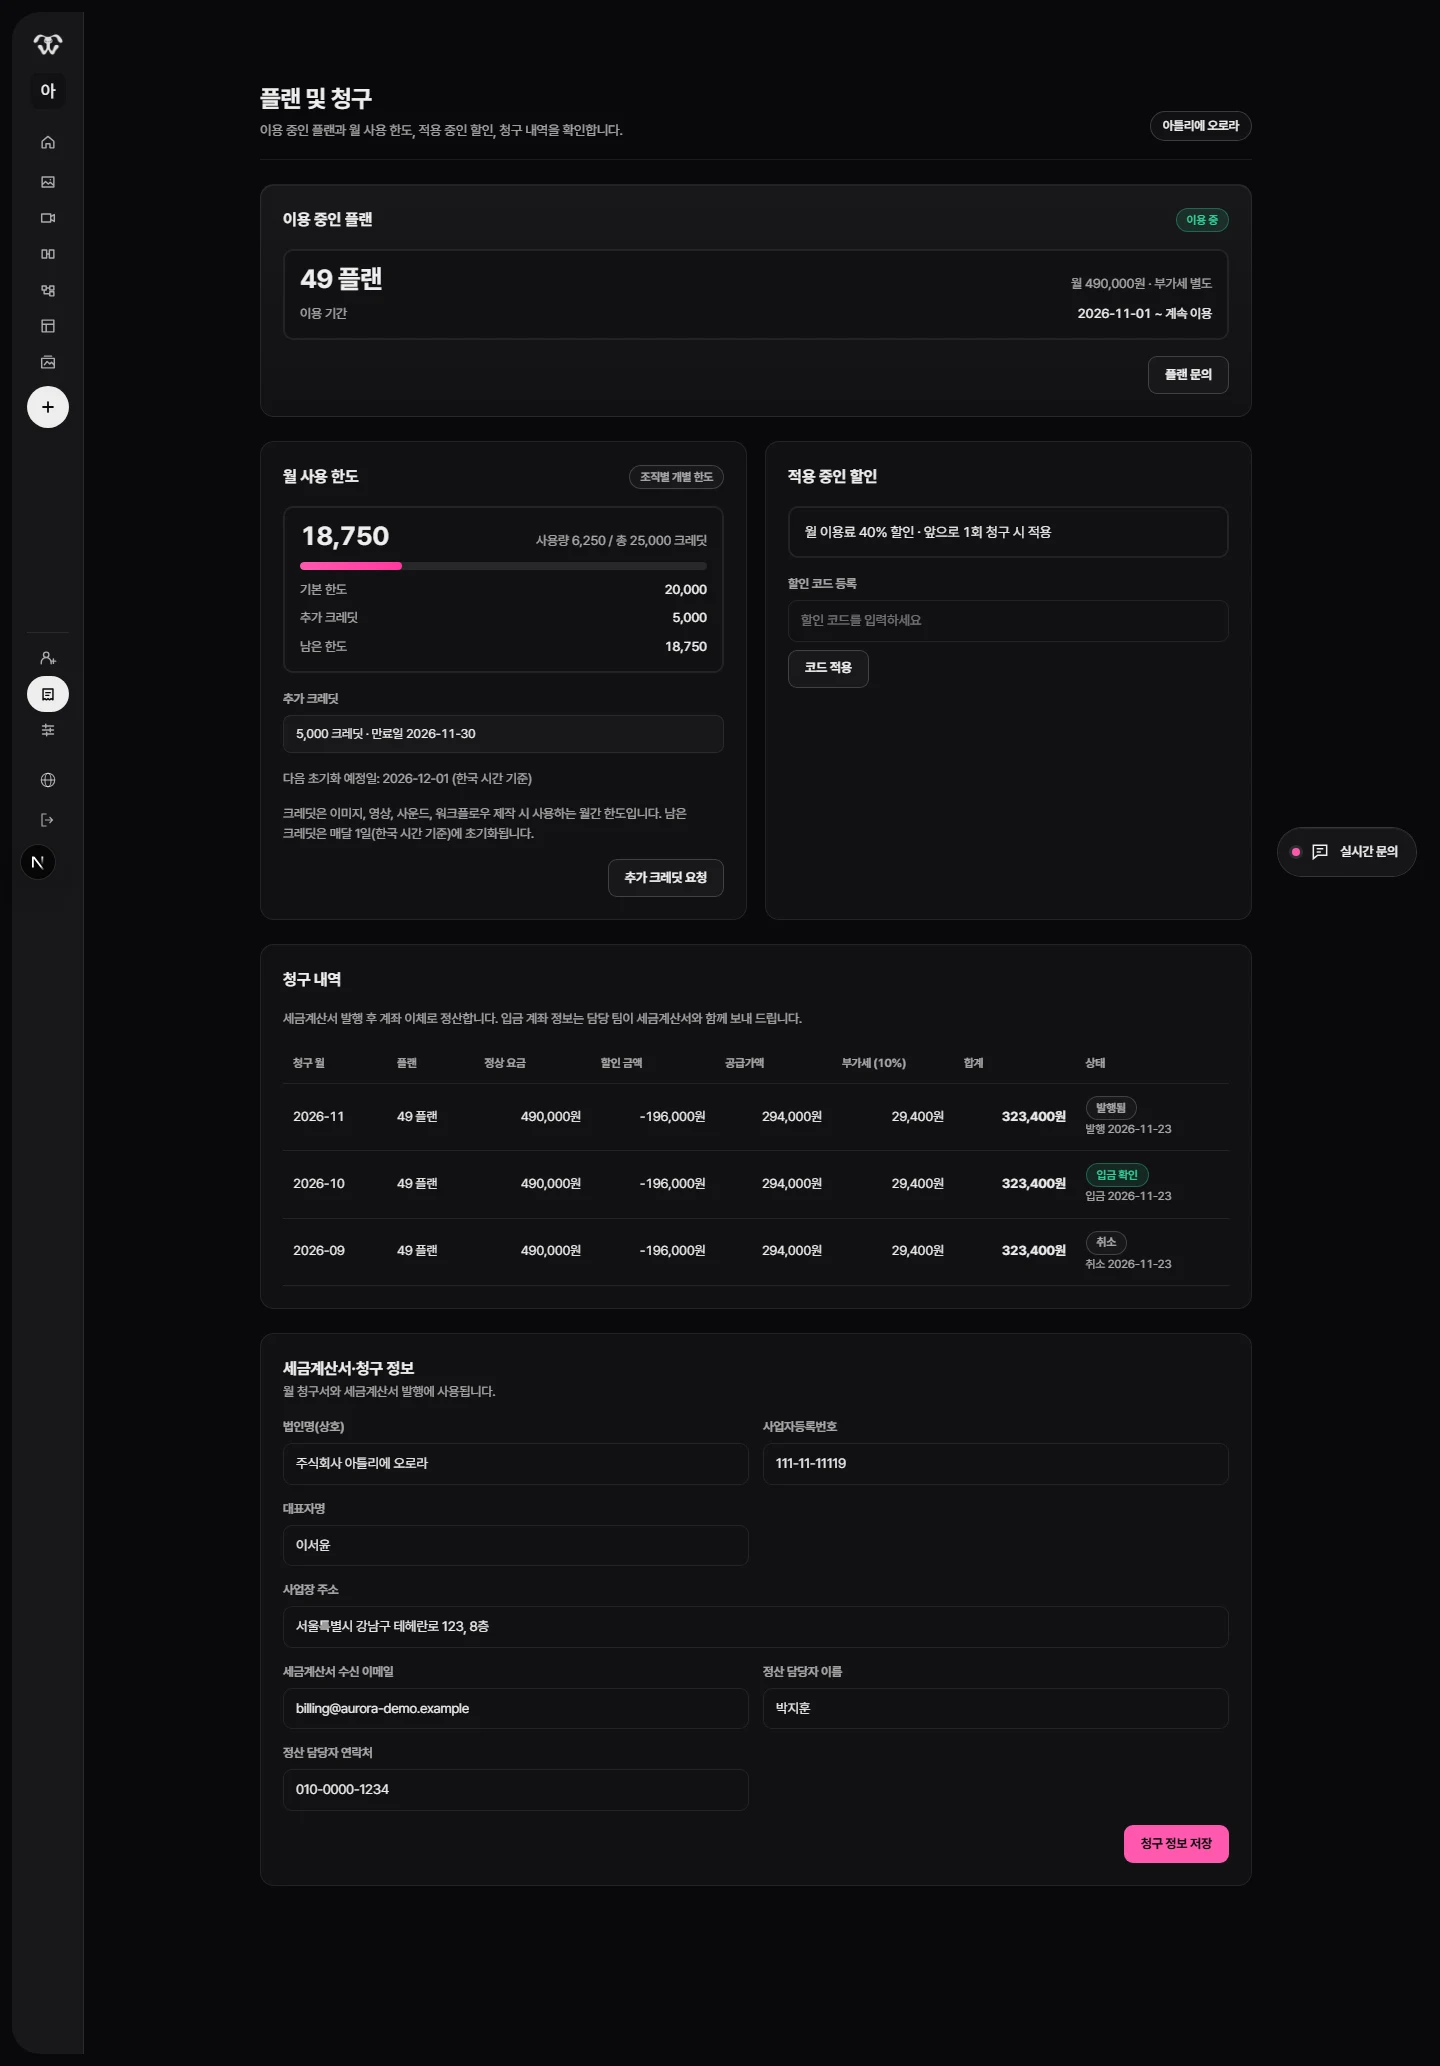 아
플랜 및 청구
이용 중인 플랜과 월 사용 한도, 적용 중인 할인, 청구 내역을 확인합니다.
아틀리에 오로라
이용 중인 플랜
이용 중
49 플랜
월 490,000원 · 부가세 별도
이용 기간
2026-11-01 ~ 계속 이용
플랜 문의
월 사용 한도
조직별 개별 한도
18,750
사용량 6,250 / 총 25,000 크레딧
기본 한도
20,000
추가 크레딧
5,000
남은 한도
18,750
추가 크레딧
5,000 크레딧 · 만료일 2026-11-30
다음 초기화 예정일: 2026-12-01 (한국 시간 기준)
크레딧은 이미지, 영상, 사운드, 워크플로우 제작 시 사용하는 월간 한도입니다. 남은
크레딧은 매달 1일(한국 시간 기준)에 초기화됩니다.
추가 크레딧 요청
적용 중인 할인
월 이용료 40% 할인 · 앞으로 1회 청구 시 적용
할인 코드 등록
할인 코드를 입력하세요
코드 적용
실시간 문의
청구 내역
세금계산서 발행 후 계좌 이체로 정산합니다. 입금 계좌 정보는 담당 팀이 세금계산서와 함께 보내 드립니다.
청구 월 플랜 정상 요금 할인 금액 공급가액 부가세 (10%) 합계 상태
2026-11 49 플랜 490,000원 -196,000원 294,000원 29,400원 323,400원 발행됨
발행 2026-11-23
2026-10 49 플랜 490,000원 -196,000원 294,000원 29,400원 323,400원 입금 확인
입금 2026-11-23
2026-09 49 플랜 490,000원 -196,000원 294,000원 29,400원 323,400원 취소
취소 2026-11-23
세금계산서·청구 정보
월 청구서와 세금계산서 발행에 사용됩니다.
법인명(상호)
주식회사 아틀리에 오로라
사업자등록번호
111-11-11119
대표자명
이서윤
사업장 주소
서울특별시 강남구 테헤란로 123, 8층
세금계산서 수신 이메일
billing@aurora-demo.example
정산 담당자 이름
박지훈
정산 담당자 연락처
010-0000-1234
청구 정보 저장